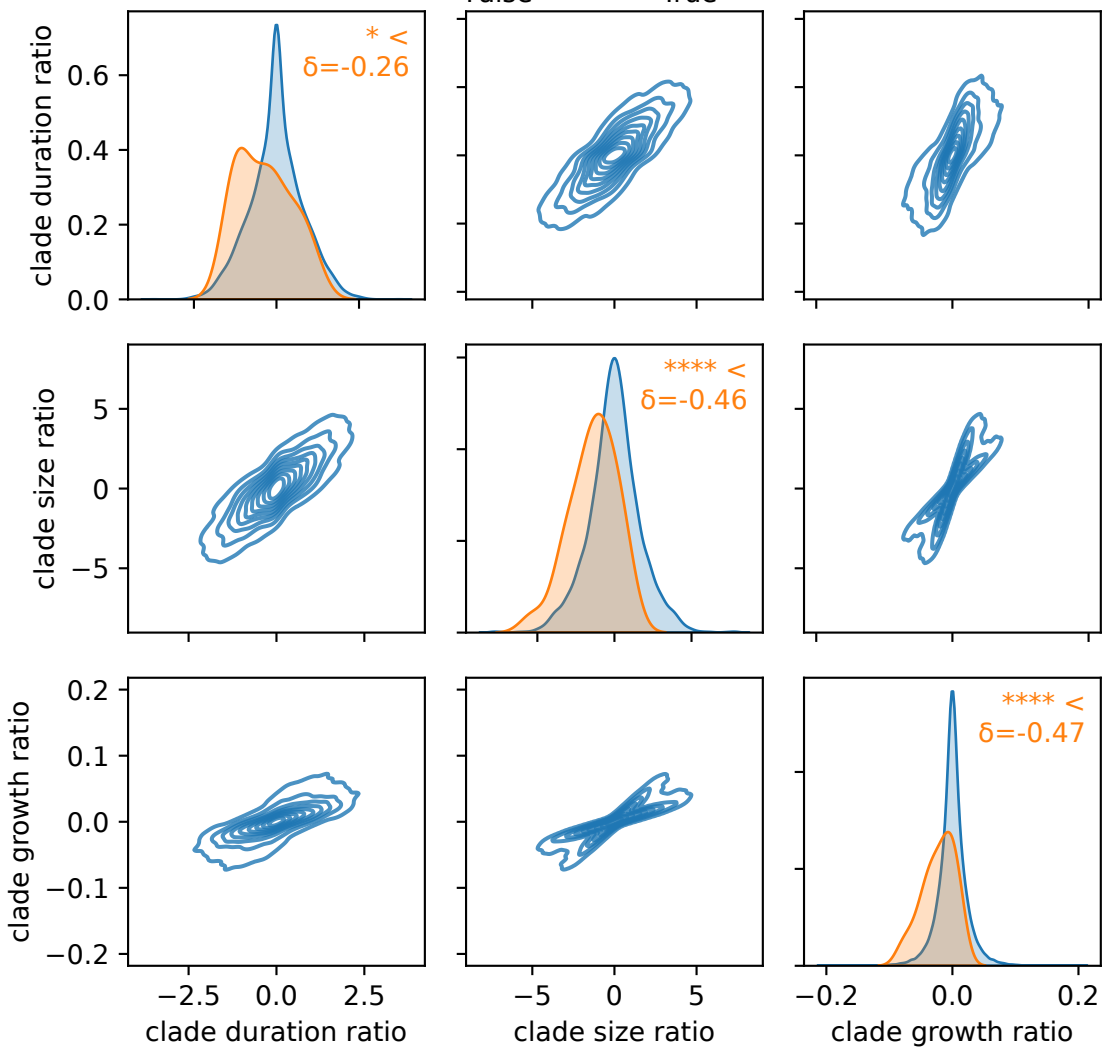 True
* <
δ=-0.26
clade duration ratio
0.6
0.4
0.2
0.0
**** <
δ=-0.46
clade size ratio
5
0
−5
**** <
δ=-0.47
clade growth ratio
0.2
0.1
0.0
−0.1
−0.2
−2.5 0.0 2.5 −5 0 5 −0.2 0.0 0.2
clade duration ratio clade size ratio clade growth ratio